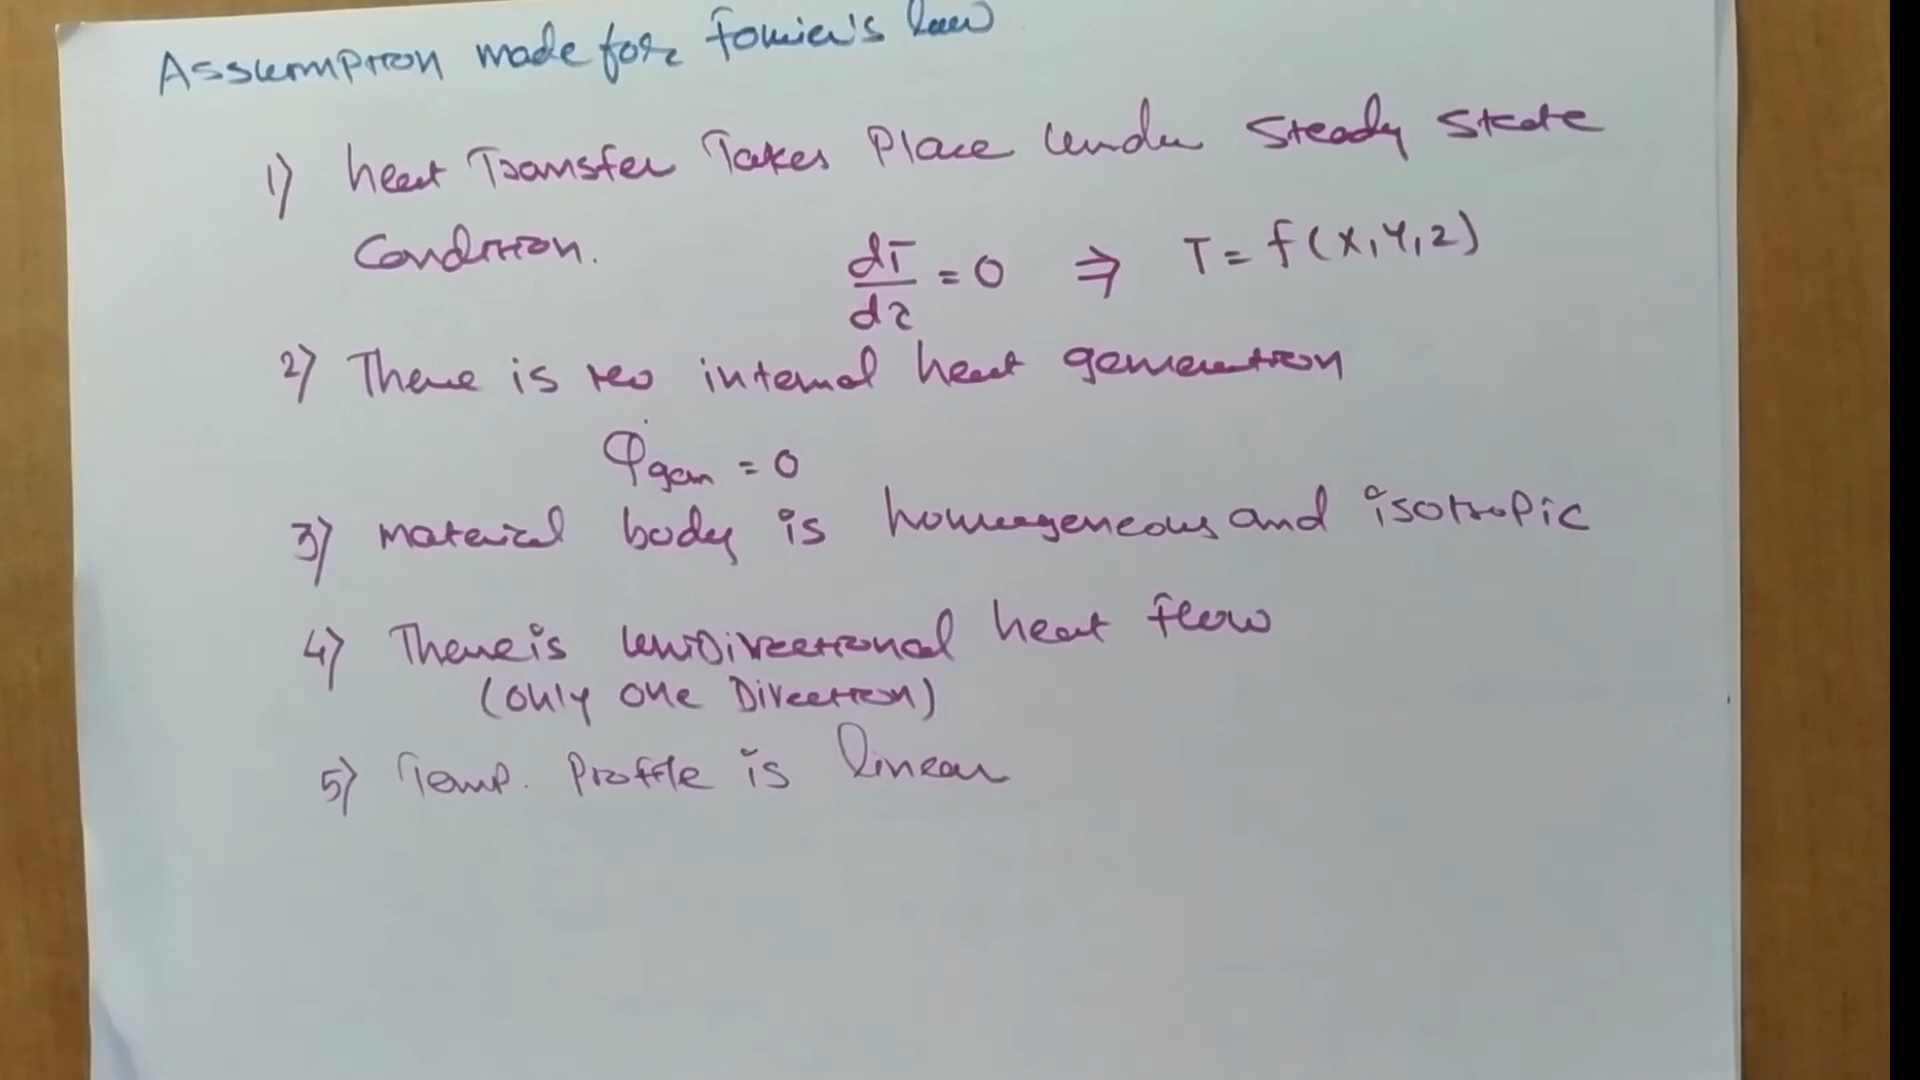 Assumption made for Fourier's law
1) heat Transfer Takes Place under Steady State
Condition. dT/dτ = 0 ⇒ T = f(x,y,z)
2) There is no internal heat generation
q̇gen = 0
3) material body is homogeneous and isotropic
4) There is uniDirectional heat flow
(only one Direction)
5) Temp. Profile is linear